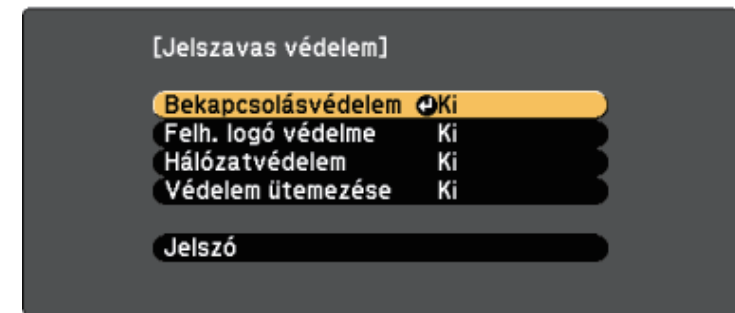 [Jelszavas védelem]
Bekapcsolásvédelem Ki
Felh. logó védelme Ki
Hálózatvédelem Ki
Védelem ütemezése Ki
Jelszó